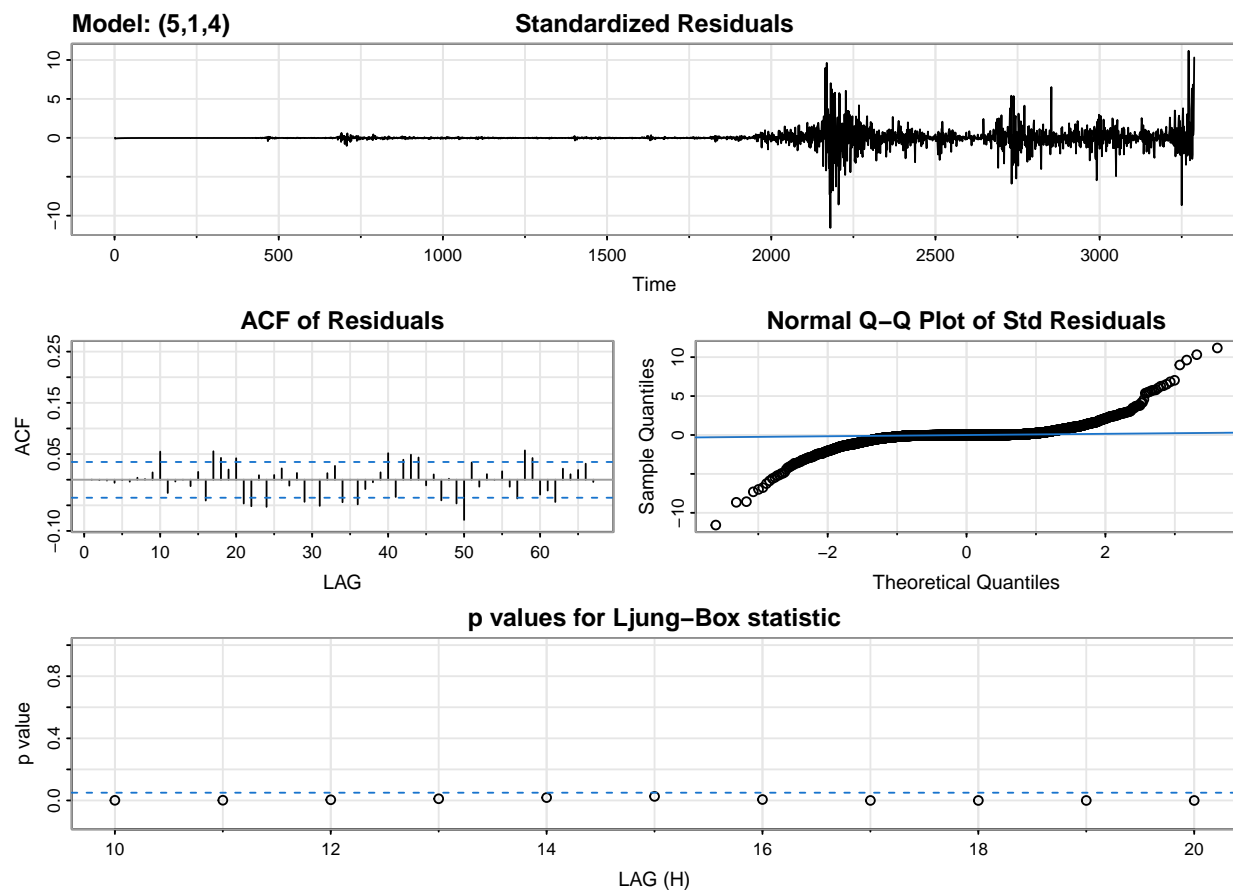 Model: (5,1,4) Standardized Residuals
10
5
0
−10
0 500 1000 1500 2000 2500 3000
Time
ACF of Residuals
0.25
0.15
0.05
−0.10
ACF
0 10 20 30 40 50 60
LAG
Normal Q−Q Plot of Std Residuals
10
5
0
−10
Sample Quantiles
−2 0 2
Theoretical Quantiles
p values for Ljung−Box statistic
0.8
0.4
0.0
p value
10 12 14 16 18 20
LAG (H)